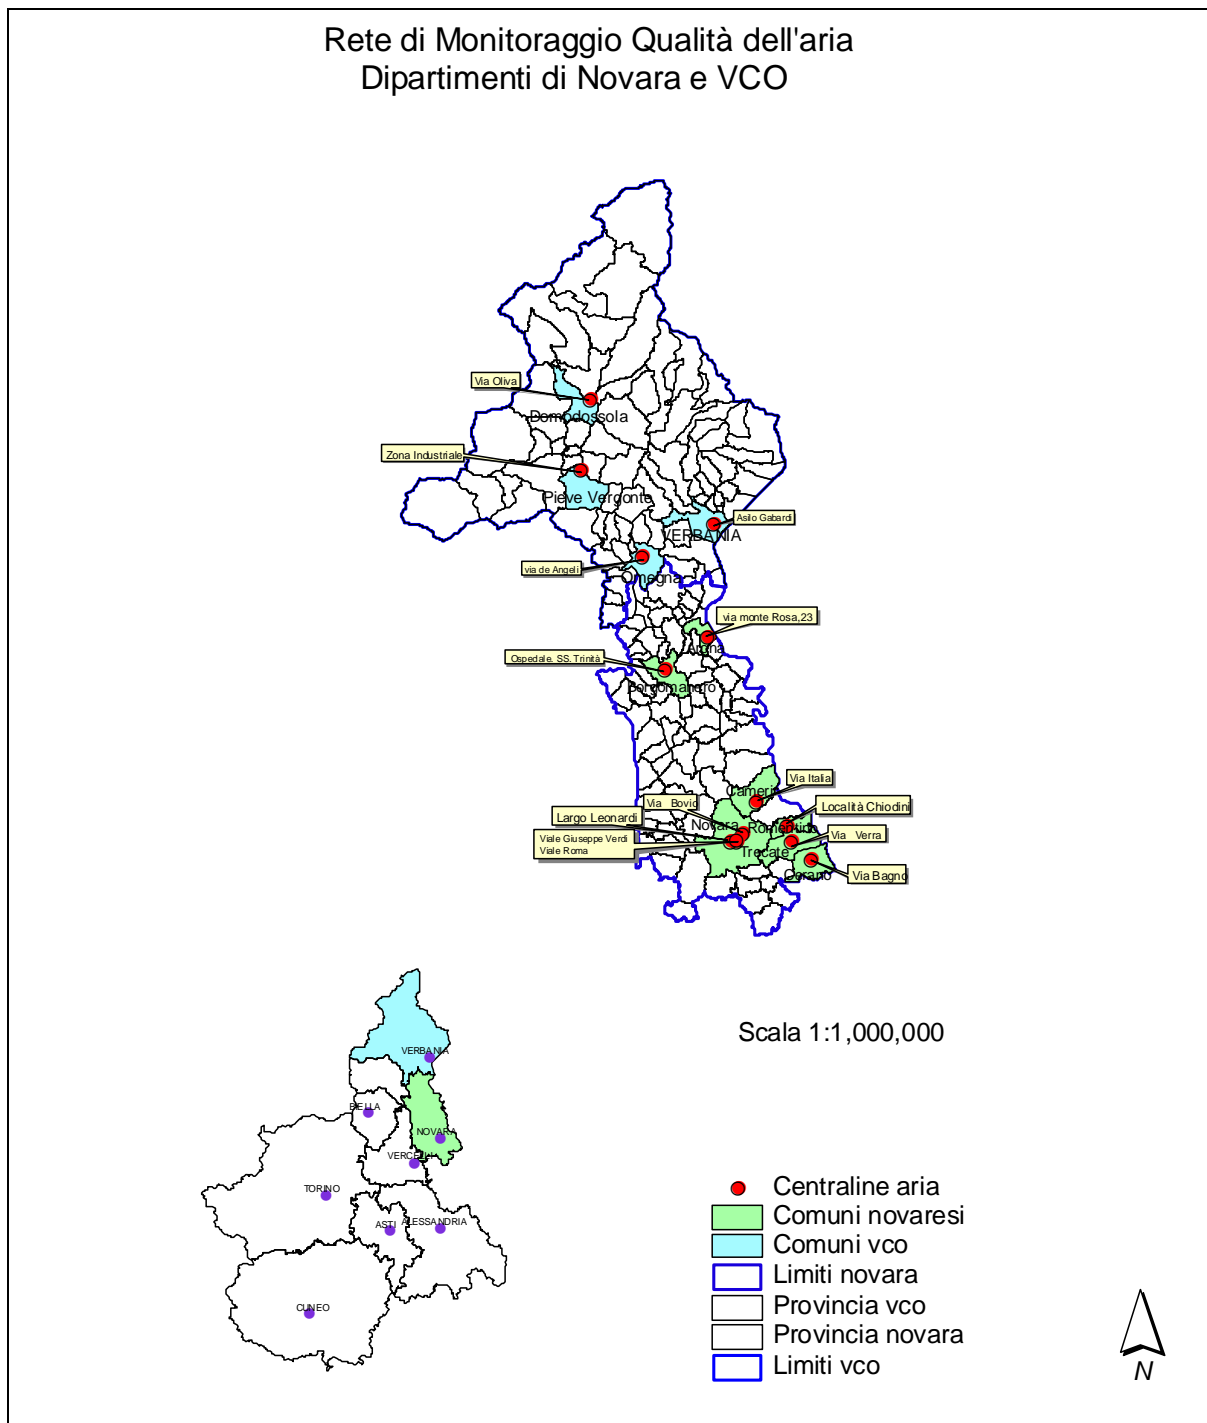 Rete di Monitoraggio Qualità dell'aria
Dipartimenti di Novara e VCO
Via Oliva
Domodossola
Zona Industriale
Pieve Vergonte
Asilo Gabardi
VERBANIA
via de Angeli
Omegna
via monte Rosa,23
Arona
Ospedale. SS. Trinità
Borgomanero
Via Italia
Cameri
Via Bovio
Località Chiodini
Largo Leonardi
Novara
Romentino
Viale Giuseppe Verdi
Viale Roma
Via Verra
Trecate
Cerano
Via Bagno
Scala 1:1,000,000
VERBANIA
BIELLA
NOVARA
VERCELLI
TORINO
ASTI
ALESSANDRIA
CUNEO
Centraline aria
Comuni novaresi
Comuni vco
Limiti novara
Provincia vco
Provincia novara
Limiti vco
N